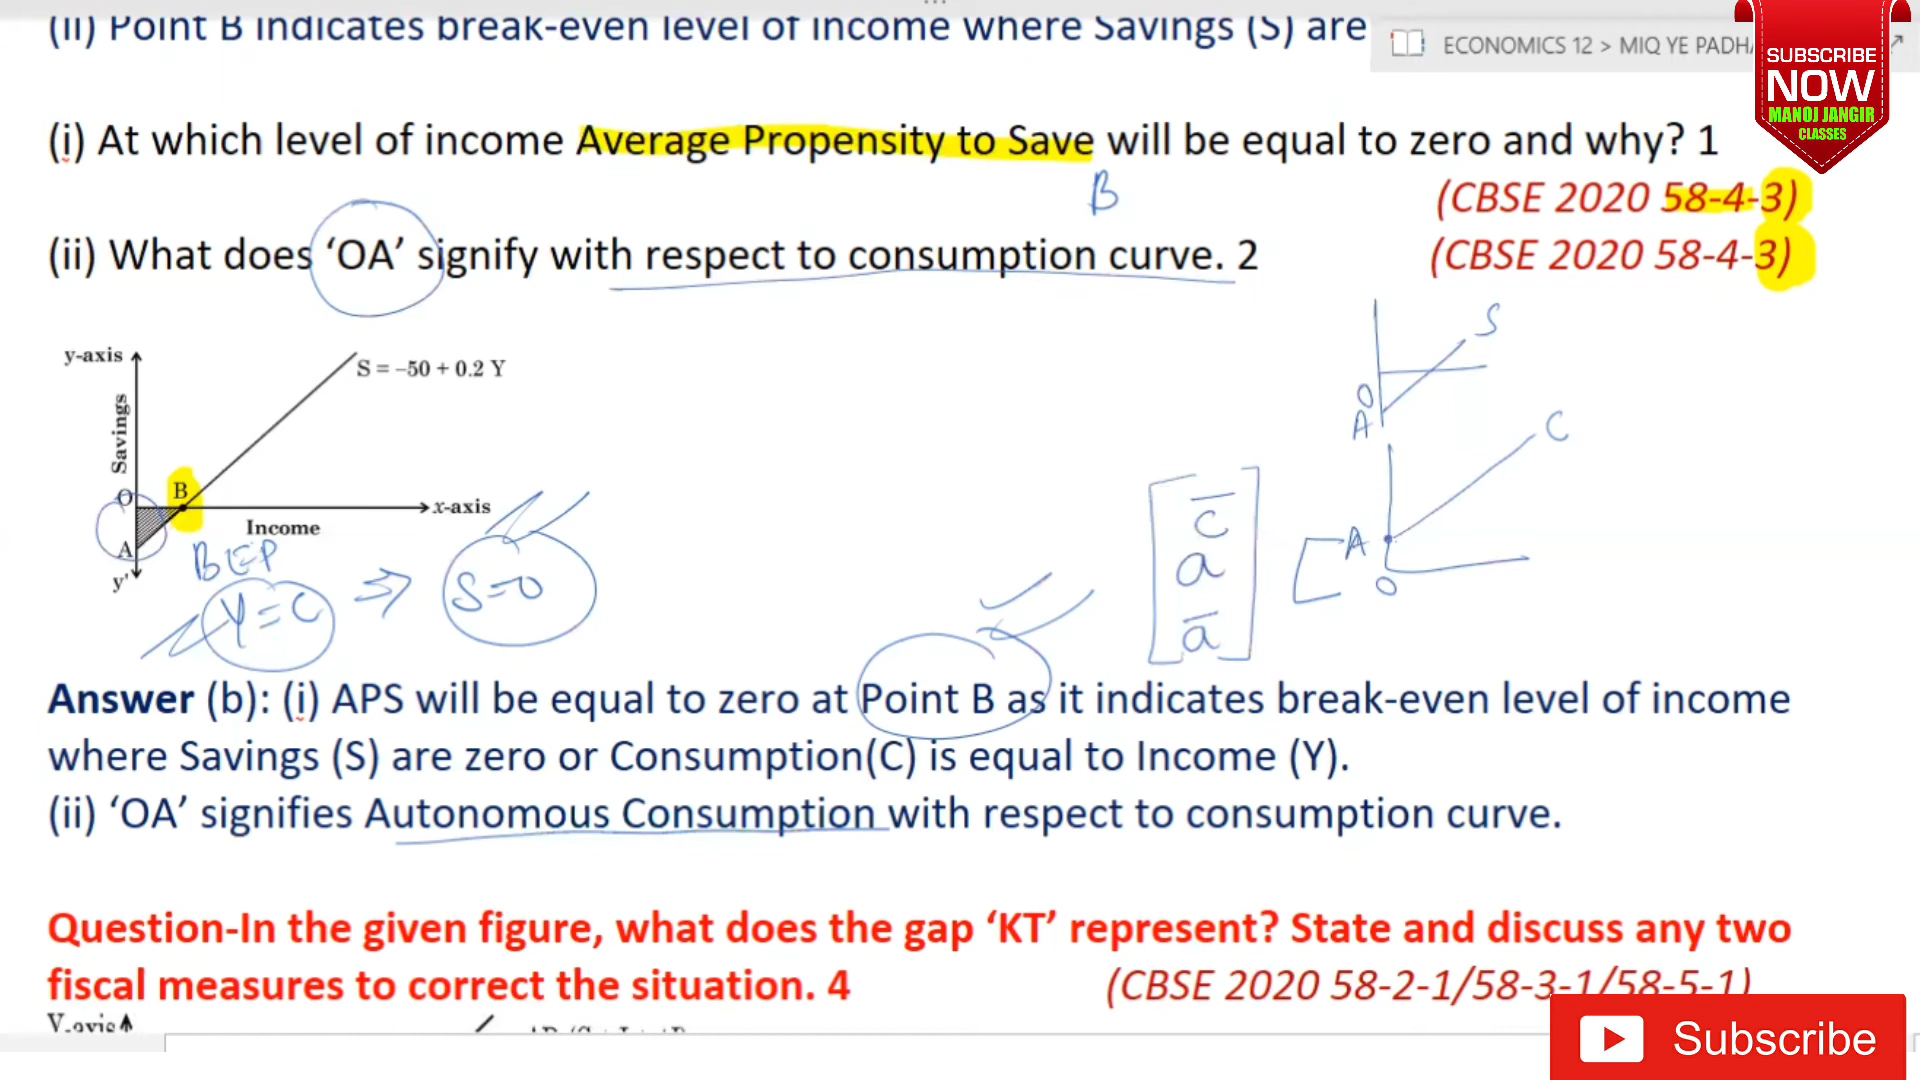 (ii) Point B indicates break-even level of income where Savings (S) are
ECONOMICS 12 > MIQ YE PADHA
SUBSCRIBE
NOW
MANOJ JANGIR
CLASSES
(i) At which level of income Average Propensity to Save will be equal to zero and why? 1
B
(CBSE 2020 58-4-3)
(ii) What does ‘OA’ signify with respect to consumption curve. 2
(CBSE 2020 58-4-3)
y-axis
S = –50 + 0.2 Y
Savings
O
B
x-axis
Income
A
y'
BEP
Y = C ⇒ S=0
S
O
A
C
A
O
c̄
a
ā
Answer (b): (i) APS will be equal to zero at Point B as it indicates break-even level of income
where Savings (S) are zero or Consumption(C) is equal to Income (Y).
(ii) ‘OA’ signifies Autonomous Consumption with respect to consumption curve.
Question-In the given figure, what does the gap ‘KT’ represent? State and discuss any two
fiscal measures to correct the situation. 4
(CBSE 2020 58-2-1/58-3-1/58-5-1)
Subscribe